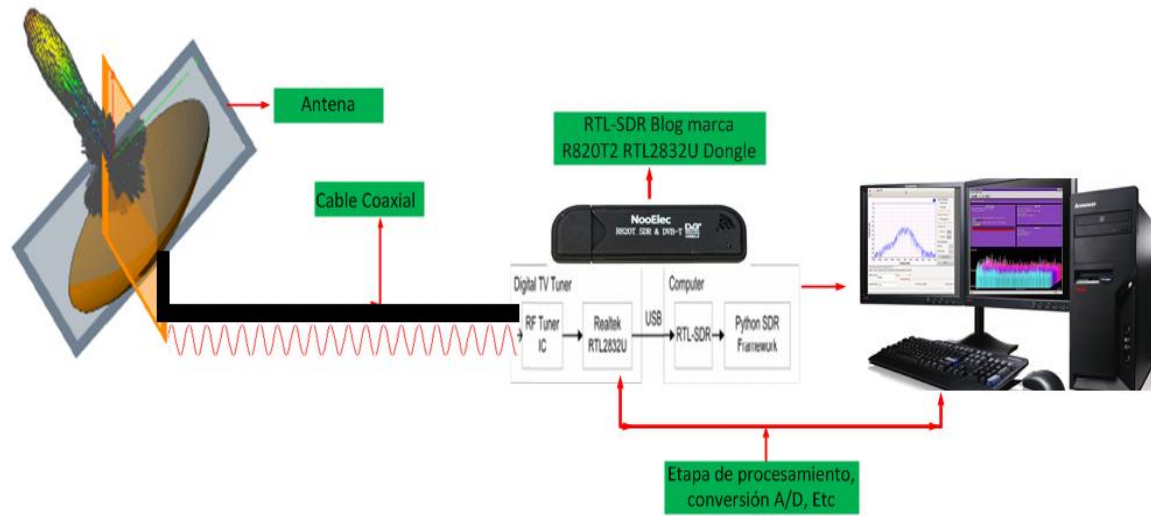 Antena
RTL-SDR Blog marca
R820T2 RTL2832U Dongle
Cable Coaxial
NooElec
R820T SDR & DVB-T
DVB
lenovo
Digital TV Tuner
Computer
USB
RF Tuner
IC
Realtek
RTL2832U
RTL-SDR
Python SDR
Framework
Etapa de procesamiento,
conversión A/D, Etc